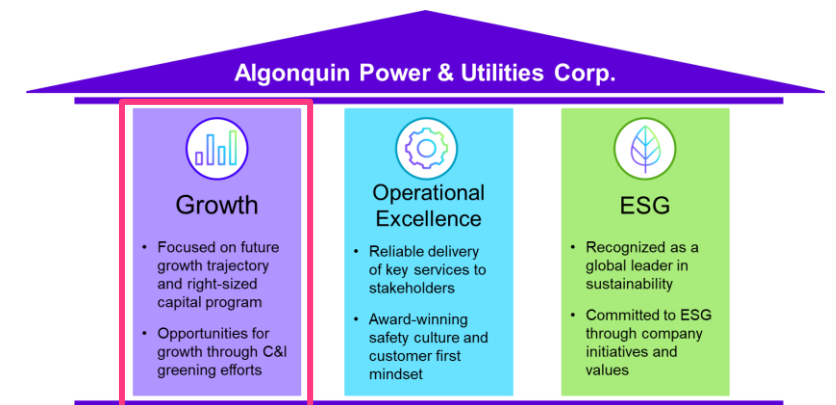 Algonquin Power & Utilities Corp.
Growth
• Focused on future
growth trajectory
and right-sized
capital program
• Opportunities for
growth through C&I
greening efforts
Operational
Excellence
• Reliable delivery
of key services to
stakeholders
• Award-winning
safety culture and
customer first
mindset
ESG
• Recognized as a
global leader in
sustainability
• Committed to ESG
through company
initiatives and
values